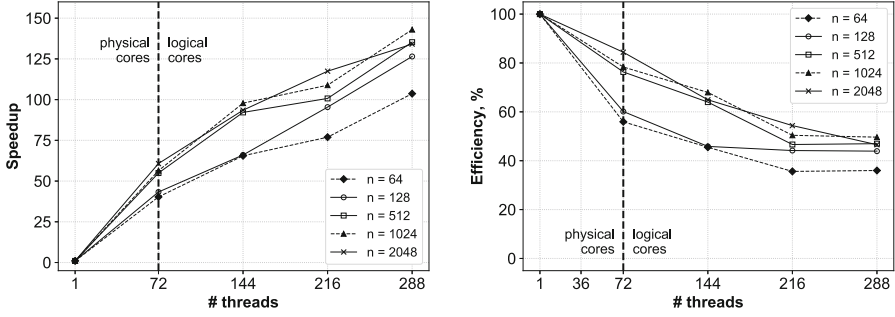 150
125
100
75
50
25
0
Speedup
physical logical
cores cores
n = 64
n = 128
n = 512
n = 1024
n = 2048
1 72 144 216 288
# threads
100
80
60
40
20
0
Efficiency, %
n = 64
n = 128
n = 512
n = 1024
n = 2048
physical logical
cores cores
1 36 72 144 216 288
# threads